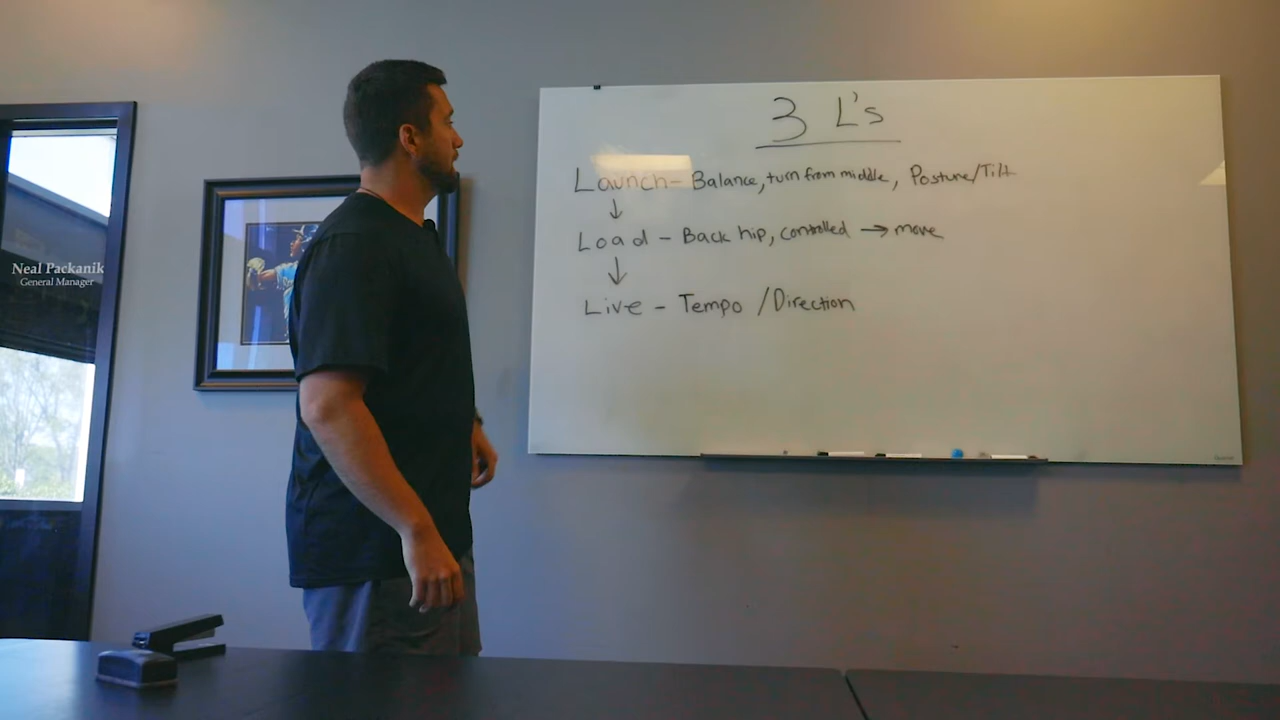 3 L's
Launch- Balance, turn from middle, Posture/Tilt
↓
Load - Back hip, controlled → move
↓
Live - Tempo / Direction
Neal Packanik
General Manager